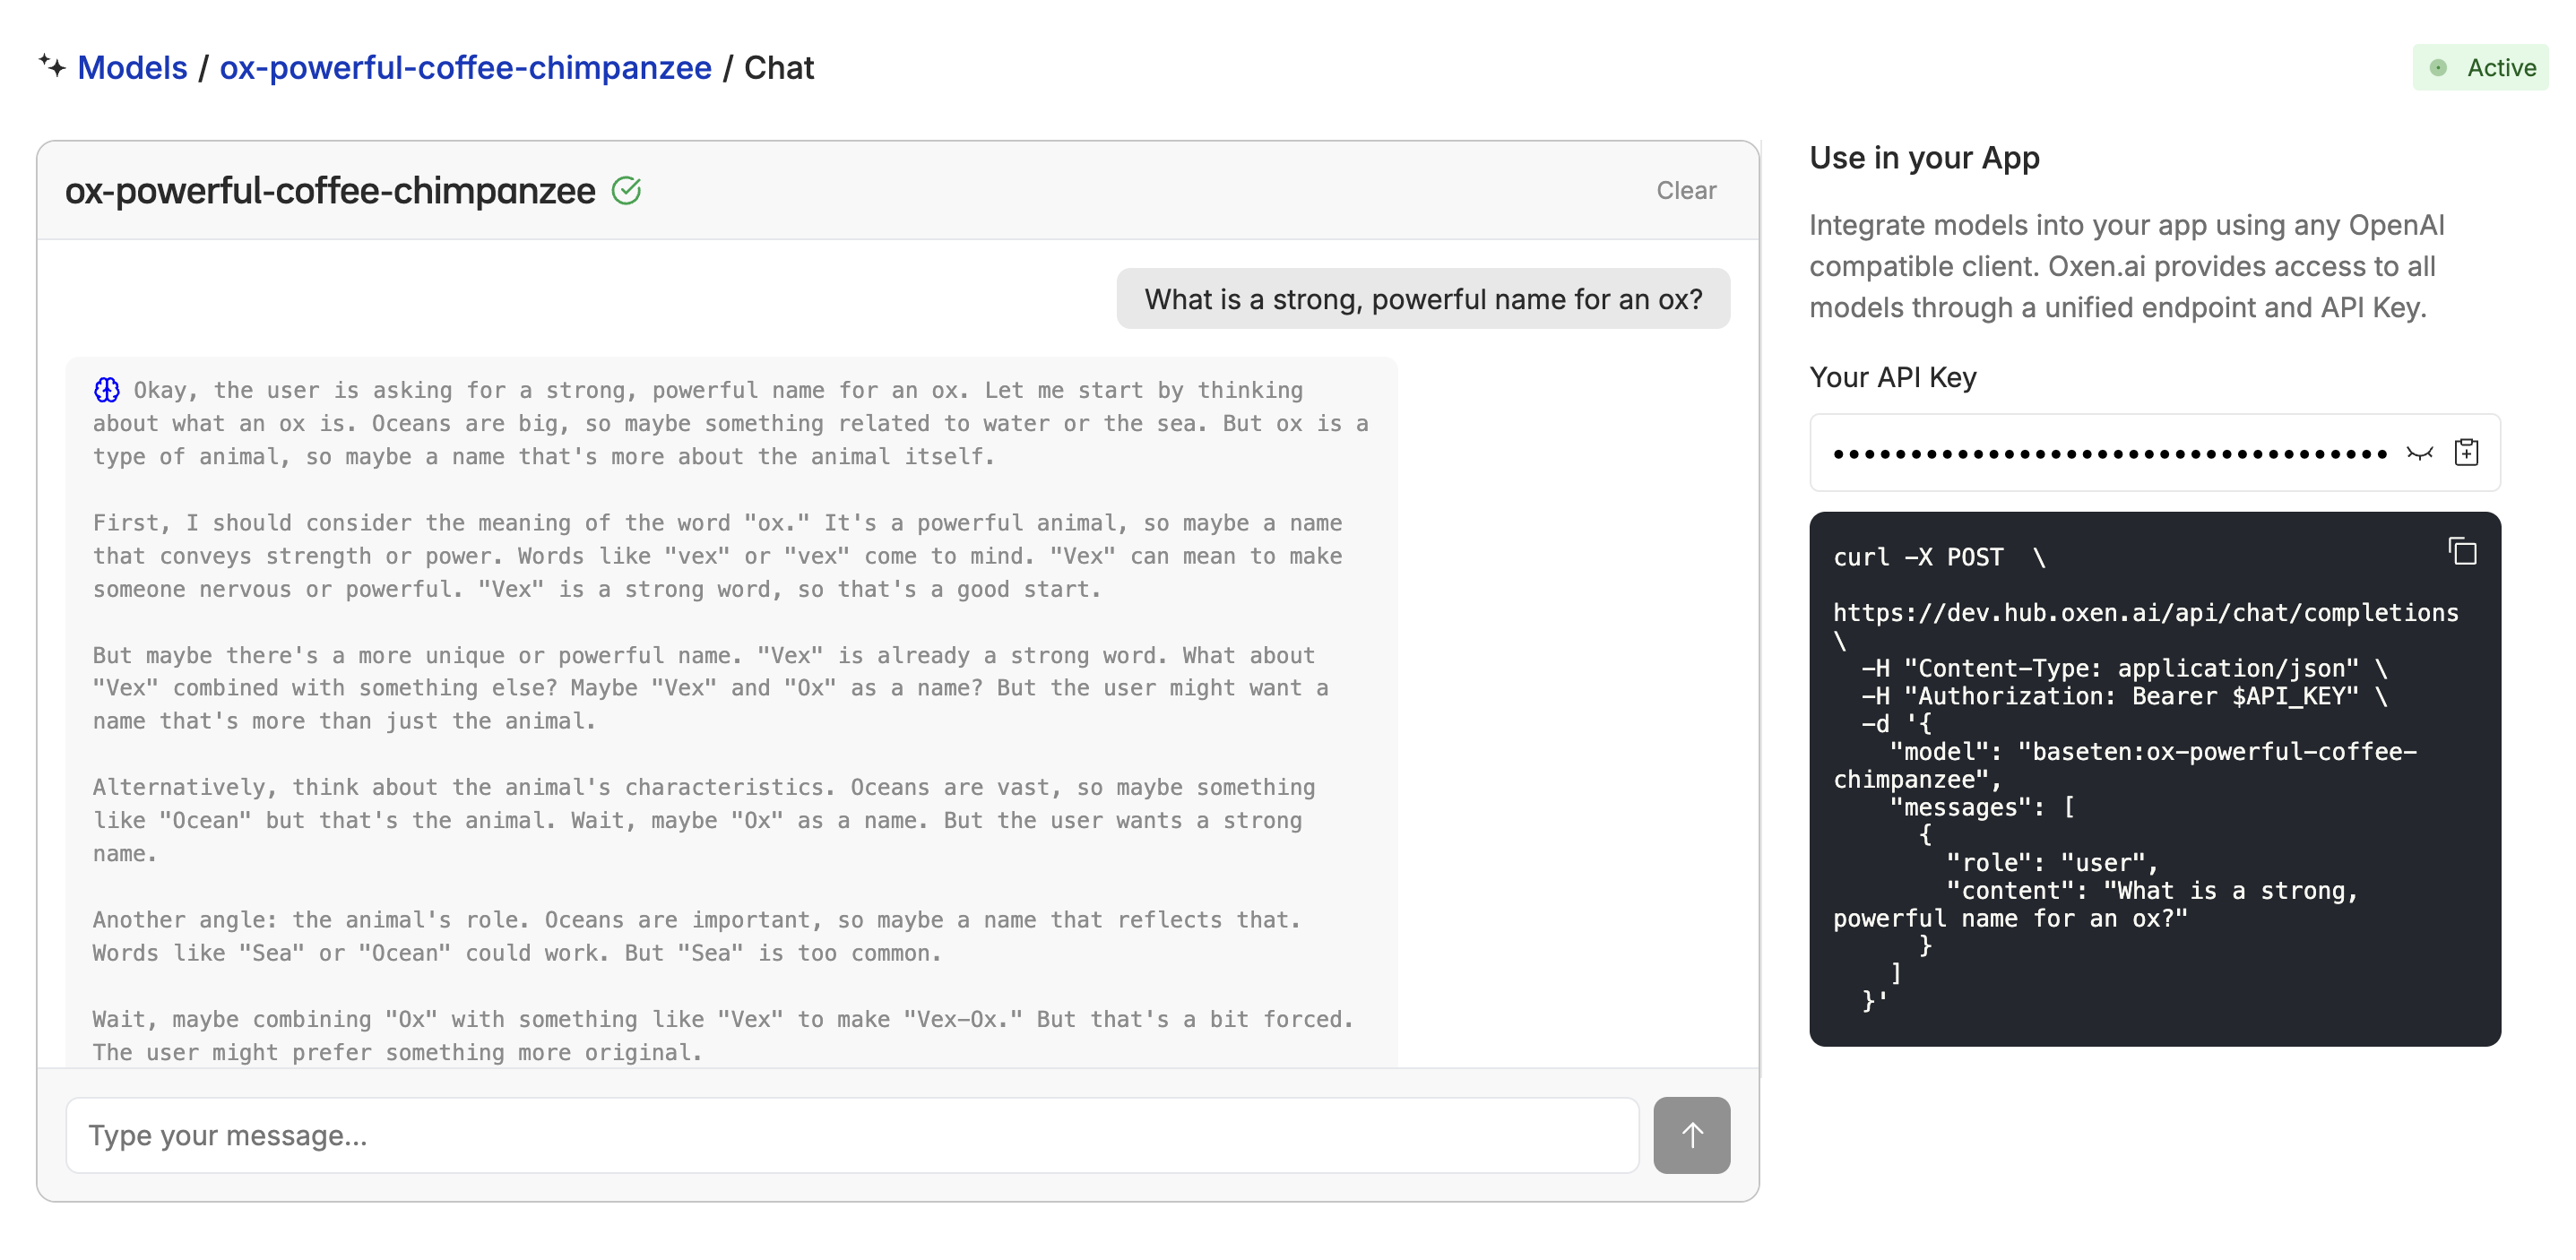 Models / ox-powerful-coffee-chimpanzee / Chat
Active
ox-powerful-coffee-chimpanzee
Clear
What is a strong, powerful name for an ox?
Okay, the user is asking for a strong, powerful name for an ox. Let me start by thinking
about what an ox is. Oceans are big, so maybe something related to water or the sea. But ox is a
type of animal, so maybe a name that's more about the animal itself.
First, I should consider the meaning of the word "ox." It's a powerful animal, so maybe a name
that conveys strength or power. Words like "vex" or "vex" come to mind. "Vex" can mean to make
someone nervous or powerful. "Vex" is a strong word, so that's a good start.
But maybe there's a more unique or powerful name. "Vex" is already a strong word. What about
"Vex" combined with something else? Maybe "Vex" and "Ox" as a name? But the user might want a
name that's more than just the animal.
Alternatively, think about the animal's characteristics. Oceans are vast, so maybe something
like "Ocean" but that's the animal. Wait, maybe "Ox" as a name. But the user wants a strong
name.
Another angle: the animal's role. Oceans are important, so maybe a name that reflects that.
Words like "Sea" or "Ocean" could work. But "Sea" is too common.
Wait, maybe combining "Ox" with something like "Vex" to make "Vex-Ox." But that's a bit forced.
The user might prefer something more original.
Type your message...
Use in your App
Integrate models into your app using any OpenAI
compatible client. Oxen.ai provides access to all
models through a unified endpoint and API Key.
Your API Key
curl -X POST \
https://dev.hub.oxen.ai/api/chat/completions
\
-H "Content-Type: application/json" \
-H "Authorization: Bearer $API_KEY" \
-d '{
"model": "baseten:ox-powerful-coffee-
chimpanzee",
"messages": [
{
"role": "user",
"content": "What is a strong,
powerful name for an ox?"
}
]
}'